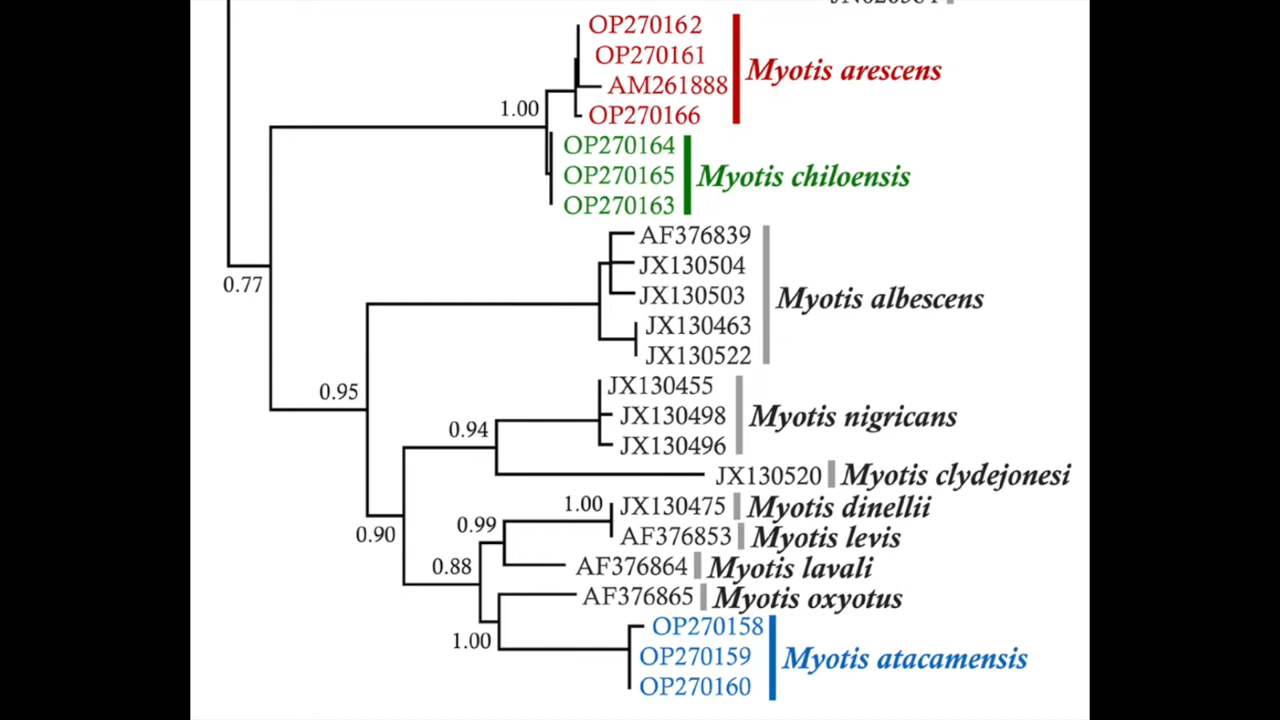 OP270162
OP270161
Myotis arescens
AM261888
1.00
OP270166
OP270164
OP270165
Myotis chiloensis
OP270163
AF376839
JX130504
0.77
JX130503
Myotis albescens
JX130463
JX130522
JX130455
0.95
JX130498
Myotis nigricans
0.94
JX130496
JX130520
Myotis clydejonesi
1.00
JX130475
Myotis dinellii
0.99
AF376853
Myotis levis
0.90
AF376864
Myotis lavali
0.88
AF376865
Myotis oxyotus
OP270158
1.00
OP270159
Myotis atacamensis
OP270160